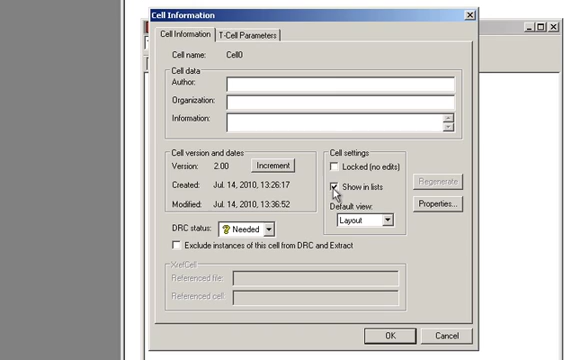 Cell Information
Cell Information
T-Cell Parameters
Cell name: Cell0
Cell data
Author:
Organization:
Information:
Cell version and dates
Version: 2.00 Increment
Created: Jul. 14, 2010, 13:26:17
Modified: Jul. 14, 2010, 13:36:52
Cell settings
Locked (no edits)
Show in lists
Default view:
Layout
Regenerate
Properties...
DRC status: ? Needed
Exclude instances of this cell from DRC and Extract
XrefCell
Referenced file:
Referenced cell
OK
Cancel